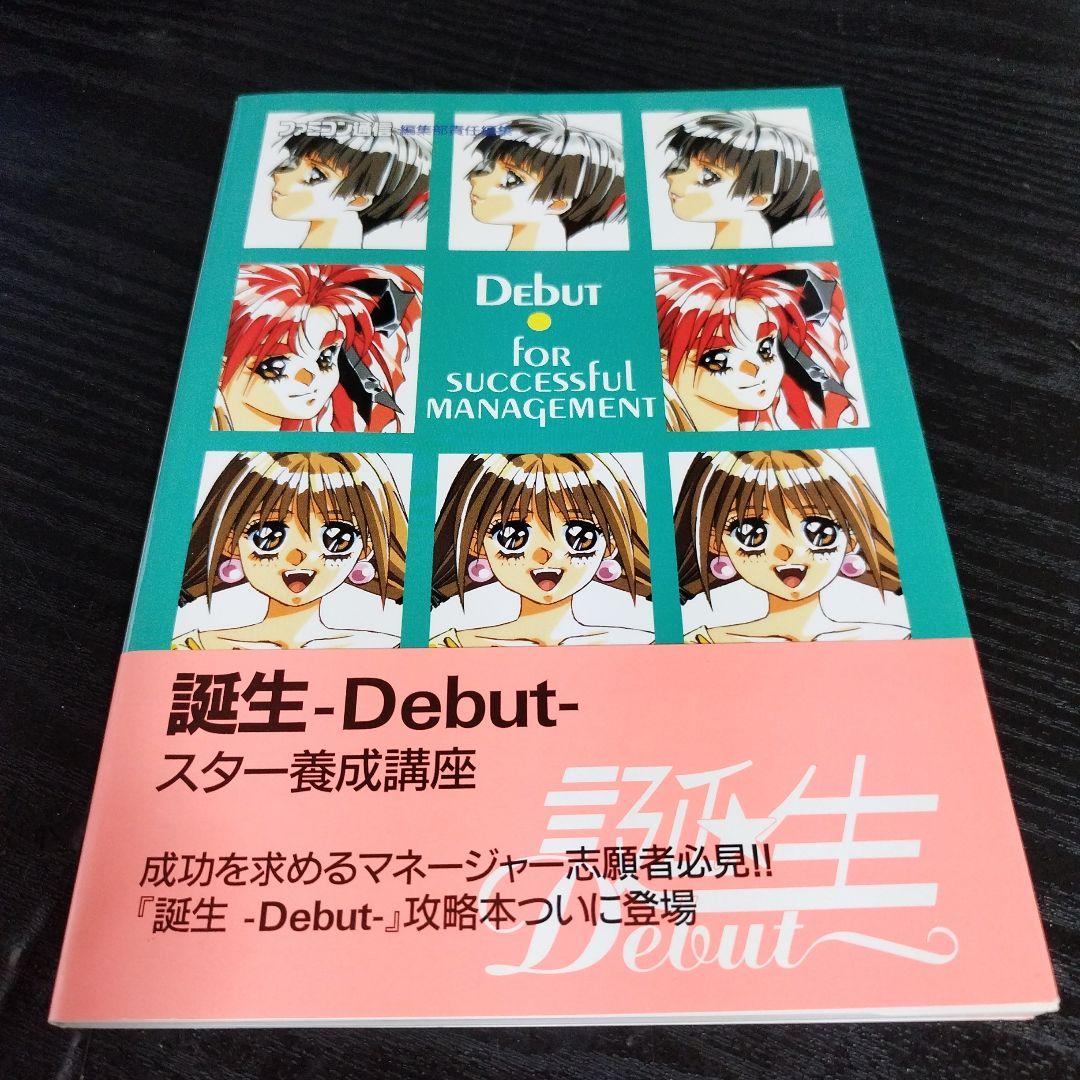 ファミコン通信 編集部責任編集
Debut
for
successful
management
誕生-Debut-
スター養成講座
成功を求めるマネージャー志願者必見!!
『誕生 -Debut-』攻略本ついに登場
誕生
Debut